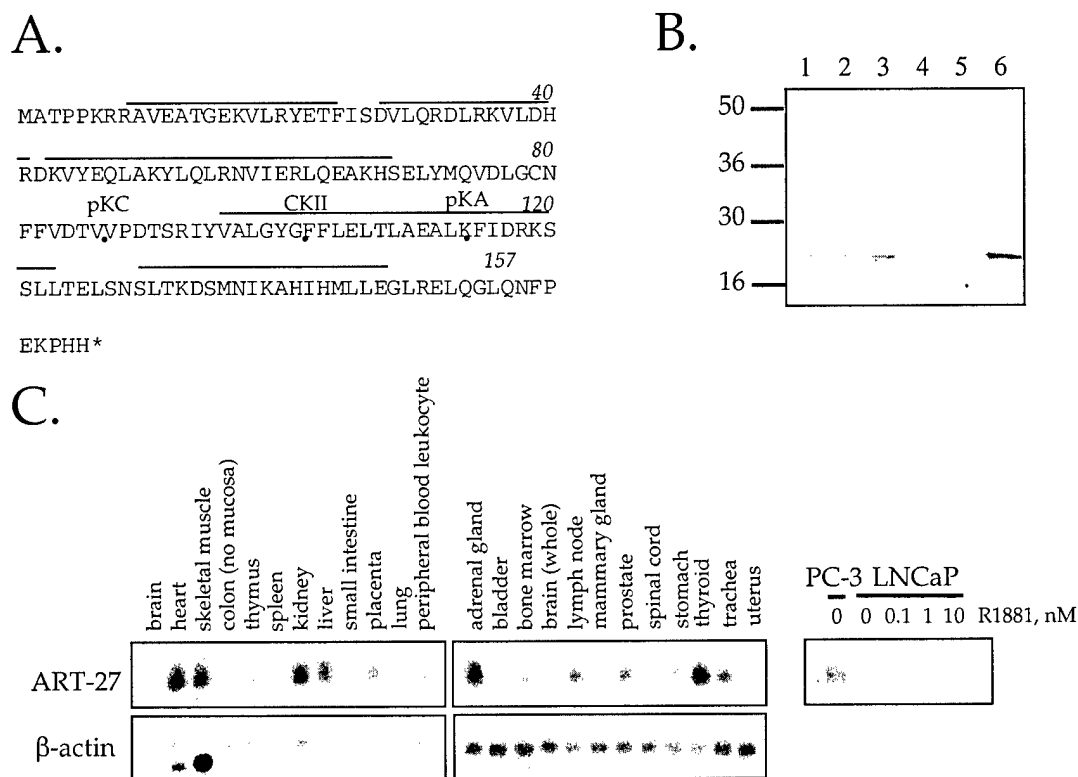 A.
40
MATPPKRRAVEATGEKVLRYETFISDVLQRDLRKVLDH
80
RDKVYEQLAKYLQLRNVIERLQEAKHSELYMQVDLGCN
pKC CKII pKA 120
FFVDTVVPDTSRIYVALGYGFFLELTLAEALKFIDRKS
157
SLLTELSNSLTKDSMNIKAHIHMLLEGLRELQGLQNFP
EKPHH*
B.
1 2 3 4 5 6
50
36
30
16
C.
brain
heart
skeletal muscle
colon (no mucosa)
thymus
spleen
kidney
liver
small intestine
placenta
lung
peripheral blood leukocyte
adrenal gland
bladder
bone marrow
brain (whole)
lymph node
mammary gland
prostate
spinal cord
stomach
thyroid
trachea
uterus
PC-3 LNCaP
0 0 0.1 1 10 R1881, nM
ART-27
β-actin